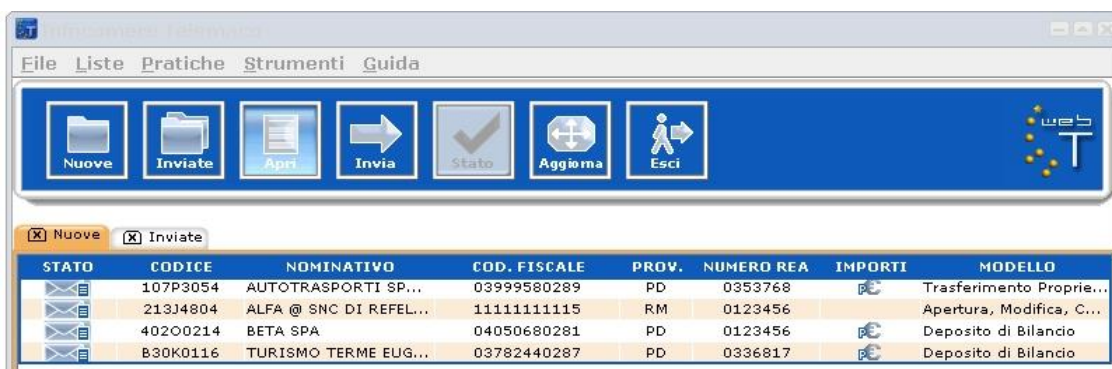 Infocamere Telemaco
File Liste Pratiche Strumenti Guida
web
T
Nuove Inviate Apri Invia Stato Aggiorna Esci
Nuove Inviate
STATO CODICE NOMINATIVO COD. FISCALE PROV. NUMERO REA IMPORTI MODELLO
107P3054 AUTOTRASPORTI SP... 03999580289 PD 0353768 Trasferimento Proprie...
213J4804 ALFA @ SNC DI REFEL... 11111111115 RM 0123456 Apertura, Modifica, C...
402O0214 BETA SPA 04050680281 PD 0123456 Deposito di Bilancio
B30K0116 TURISMO TERME EUG... 03782440287 PD 0336817 Deposito di Bilancio